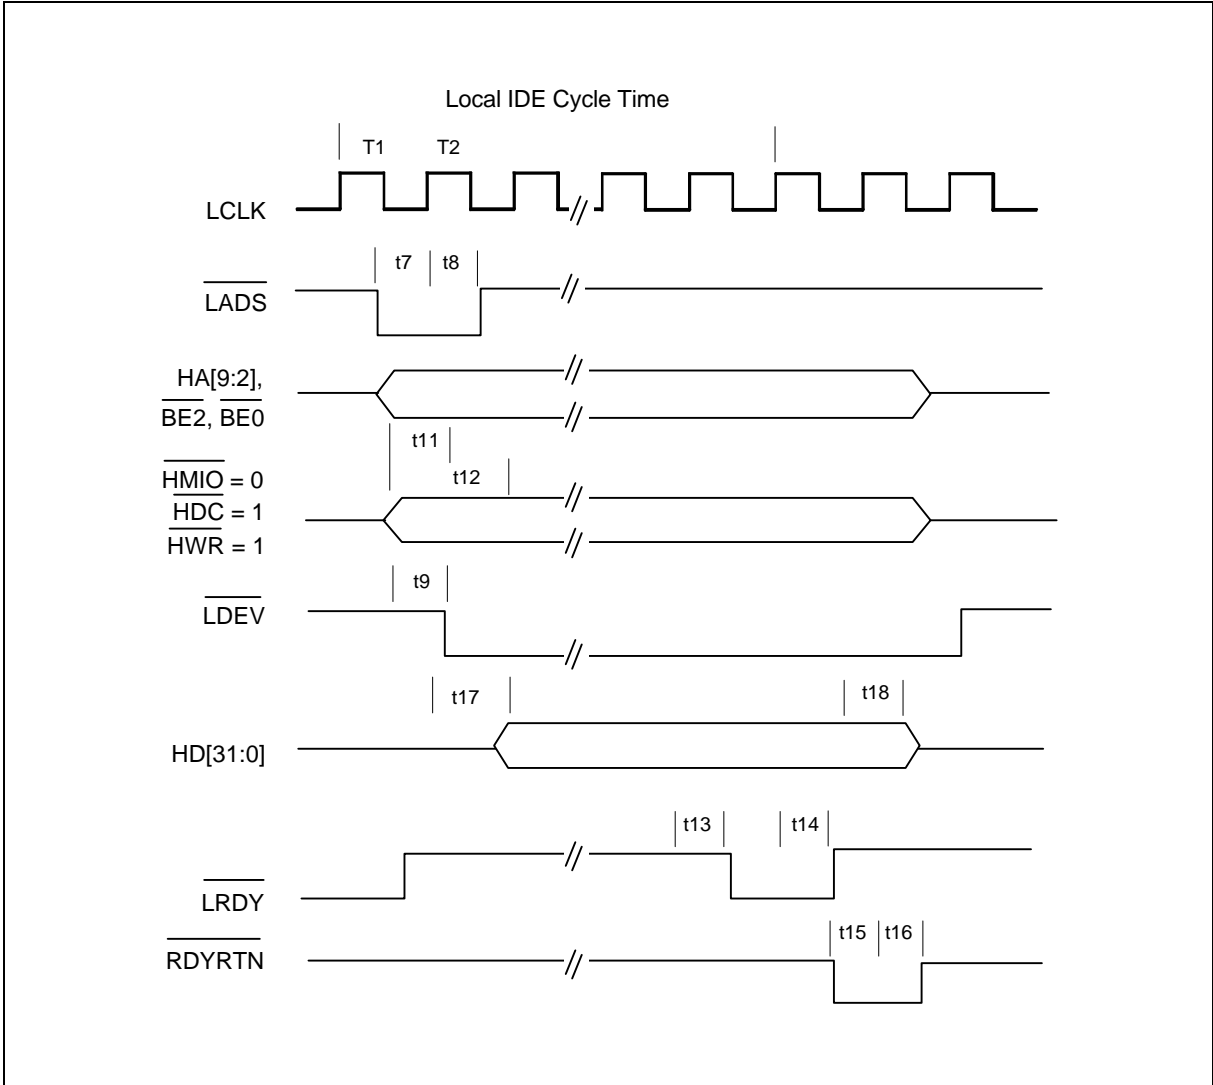 Local IDE Cycle Time
T1 T2
LCLK
t7 t8
LADS
HA[9:2],
BE2, BE0
t11
t12
HMIO = 0
HDC = 1
HWR = 1
t9
LDEV
t17 t18
HD[31:0]
t13 t14
LRDY
t15 t16
RDYRTN